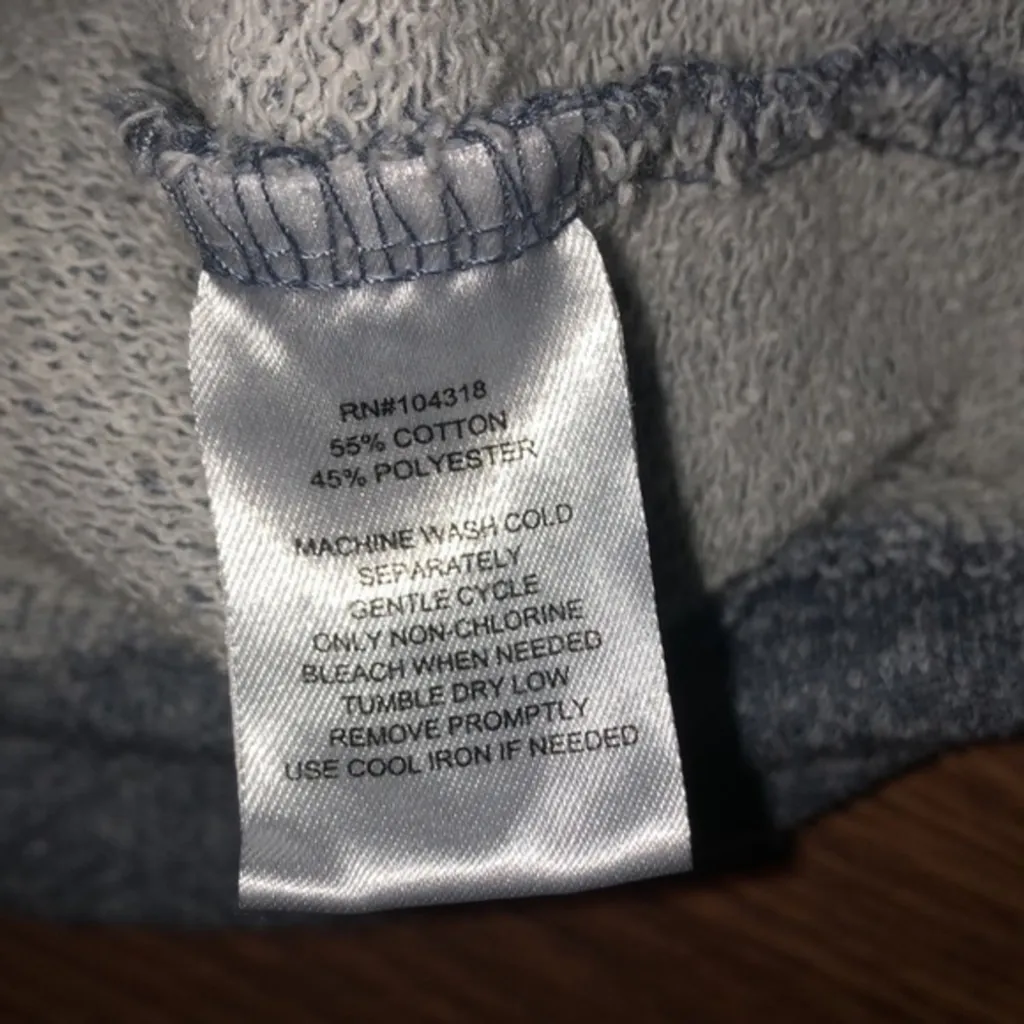 RN#104318
55% COTTON
45% POLYESTER
MACHINE WASH COLD
SEPARATELY
GENTLE CYCLE
ONLY NON-CHLORINE
BLEACH WHEN NEEDED
TUMBLE DRY LOW
REMOVE PROMPTLY
USE COOL IRON IF NEEDED